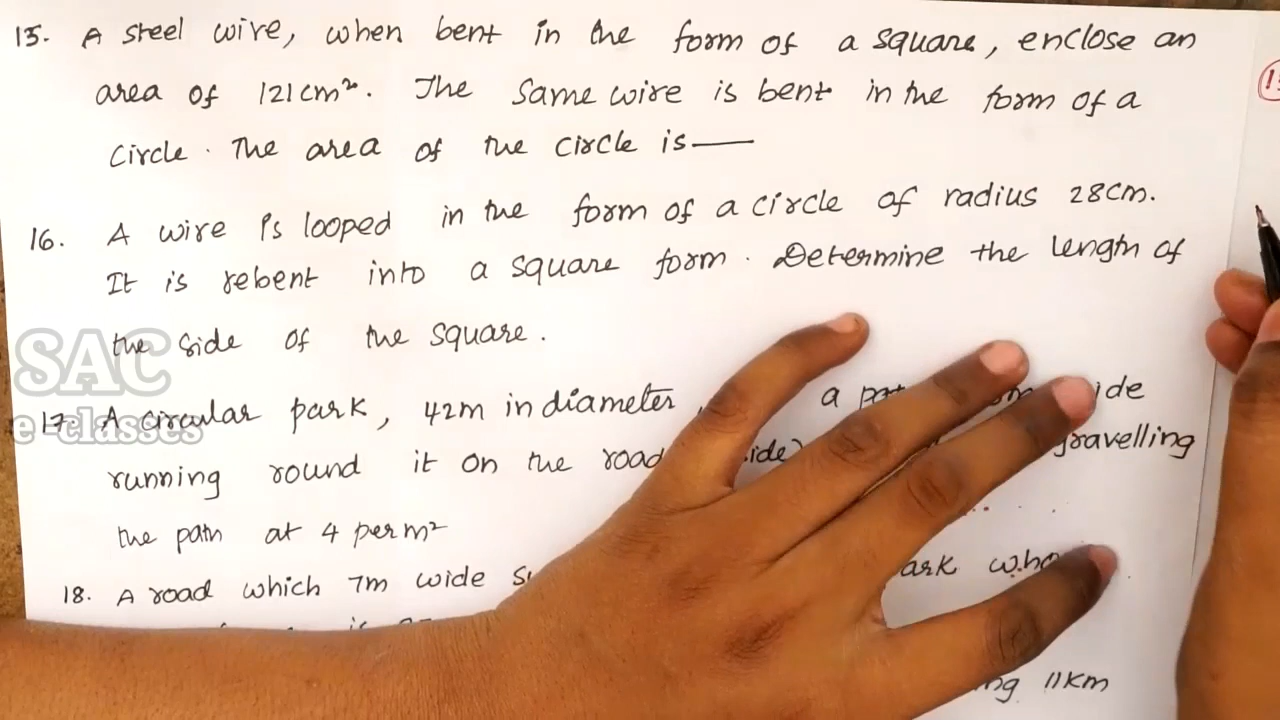 15. A steel wire, when bent in the form of a square, enclose an
area of 121cm². The same wire is bent in the form of a
circle. The area of the circle is ——
16. A wire is looped in the form of a circle of radius 28cm.
It is rebent into a square form. Determine the length of
the side of the square.
17. A circular park, 42m in diameter, a wide
running round it on the road gravelling
the path at 4 per m²
18. A road which 7m wide
11km
SAC
e-classes